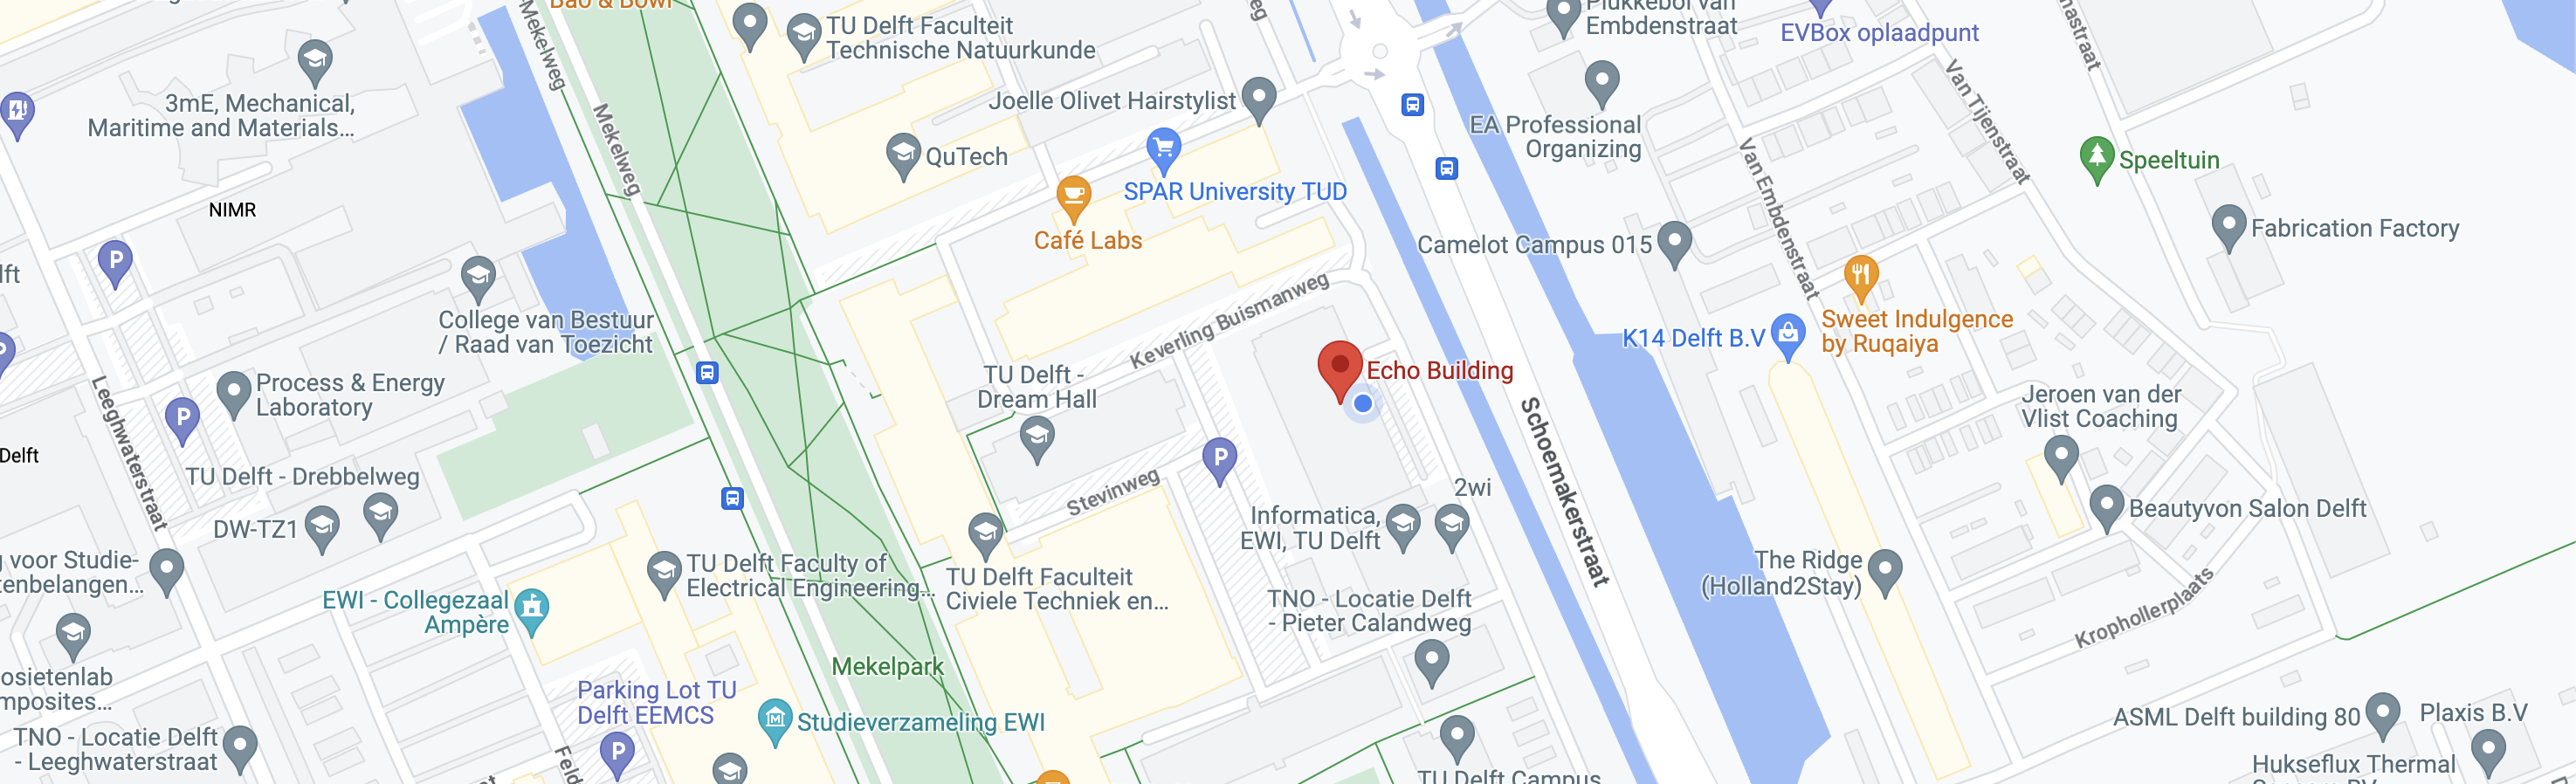 Bao & Bowl
TU Delft Faculteit
Technische Natuurkunde
Plukkebol van
Embdenstraat
EVBox oplaadpunt
Mekelweg
3mE, Mechanical,
Maritime and Materials...
Joelle Olivet Hairstylist
EA Professional
Organizing
Van Tijenstraat
Mekelweg
QuTech
SPAR University TUD
Van Embdenstraat
Speeltuin
NIMR
Café Labs
Camelot Campus 015
Fabrication Factory
P
College van Bestuur
/ Raad van Toezicht
Keverling Buismanweg
K14 Delft B.V
Sweet Indulgence
by Ruqaiya
Process & Energy
Laboratory
TU Delft -
Dream Hall
Echo Building
Jeroen van der
Vlist Coaching
P
Leeghwaterstraat
Delft
TU Delft - Drebbelweg
P
Stevinweg
Schoemakerstraat
2wi
DW-TZ1
Informatica,
EWI, TU Delft
Beautyvon Salon Delft
g voor Studie-
tenbelangen...
TU Delft Faculty of
Electrical Engineering...
TU Delft Faculteit
Civiele Techniek en...
The Ridge
(Holland2Stay)
EWI - Collegezaal
Ampère
TNO - Locatie Delft
- Pieter Calandweg
Krophollerplaats
Mekelpark
osietenlab
mposites...
Parking Lot TU
Delft EEMCS
P
Studieverzameling EWI
M
ASML Delft building 80
Plaxis B.V
TNO - Locatie Delft
- Leeghwaterstraat
Feld
TU Delft Campus
Hukseflux Thermal